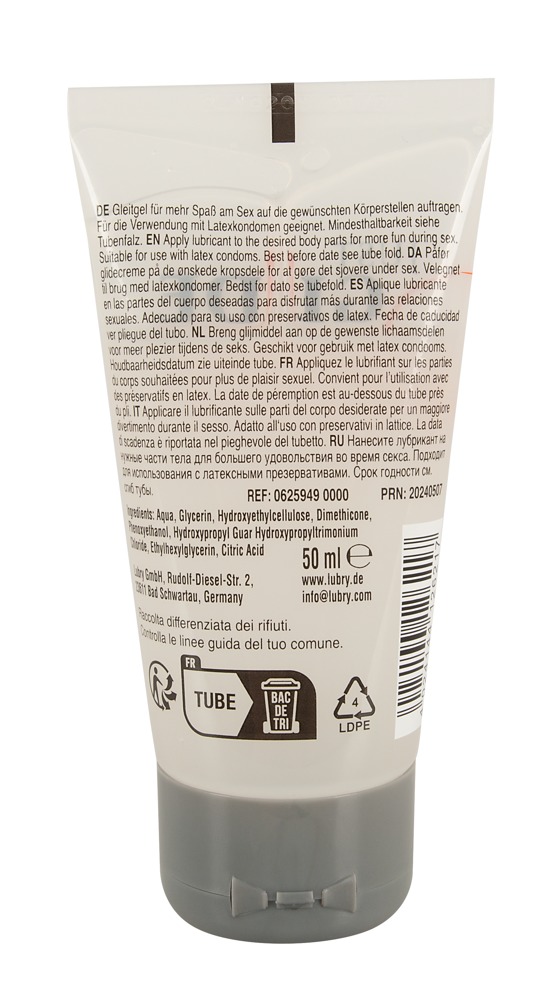 DE Gleitgel für mehr Spaß am Sex auf die gewünschten Körperstellen auftragen.
Für die Verwendung mit Latexkondomen geeignet. Mindesthaltbarkeit siehe
Tubenfalz. EN Apply lubricant to the desired body parts for more fun during sex.
Suitable for use with latex condoms. Best before date see tube fold. DA Påfør
glidecreme på de ønskede kropsdele for at gøre det sjovere under sex. Velegnet
til brug med latexkondomer. Bedst før dato se tubefold. ES Aplique lubricante
en las partes del cuerpo deseadas para disfrutar más durante las relaciones
sexuales. Adecuado para su uso con preservativos de latex. Fecha de caducidad
ver pliegue del tubo. NL Breng glijmiddel aan op de gewenste lichaamsdelen
voor meer plezier tijdens de seks. Geschikt voor gebruik met latex condooms.
Houdbaarheidsdatum zie uiteinde tube. FR Appliquez le lubrifiant sur les parties
du corps souhaitées pour plus de plaisir sexuel. Convient pour l'utilisation avec
des préservatifs en latex. La date de péremption est au-dessous du tube près
du pli. IT Applicare il lubrificante sulle parti del corpo desiderate per un maggiore
divertimento durante il sesso. Adatto all'uso con preservativi in lattice. La data
di scadenza è riportata nel pieghevole del tubetto. RU Нанесите лубрикант на
нужные части тела для большего удовольствия во время секса. Подходит
для использования с латексными презервативами. Срок годности см.
сгиб тубы.
REF: 0625949 0000 PRN: 20240507
Ingredients: Aqua, Glycerin, Hydroxyethylcellulose, Dimethicone,
Phenoxyethanol, Hydroxypropyl Guar Hydroxypropyltrimonium
Chloride, Ethylhexylglycerin, Citric Acid
50 ml ℮
Lubry GmbH, Rudolf-Diesel-Str. 2,
23611 Bad Schwartau, Germany
www.lubry.de
info@lubry.com
Raccolta differenziata dei rifiuti.
Controlla le linee guida del tuo comune.
FR
TUBE
BAC
DE
TRI
4
LDPE